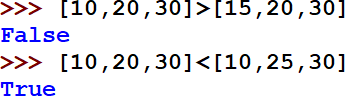 >>> [10,20,30]>[15,20,30]
False
>>> [10,20,30]<[10,25,30]
True